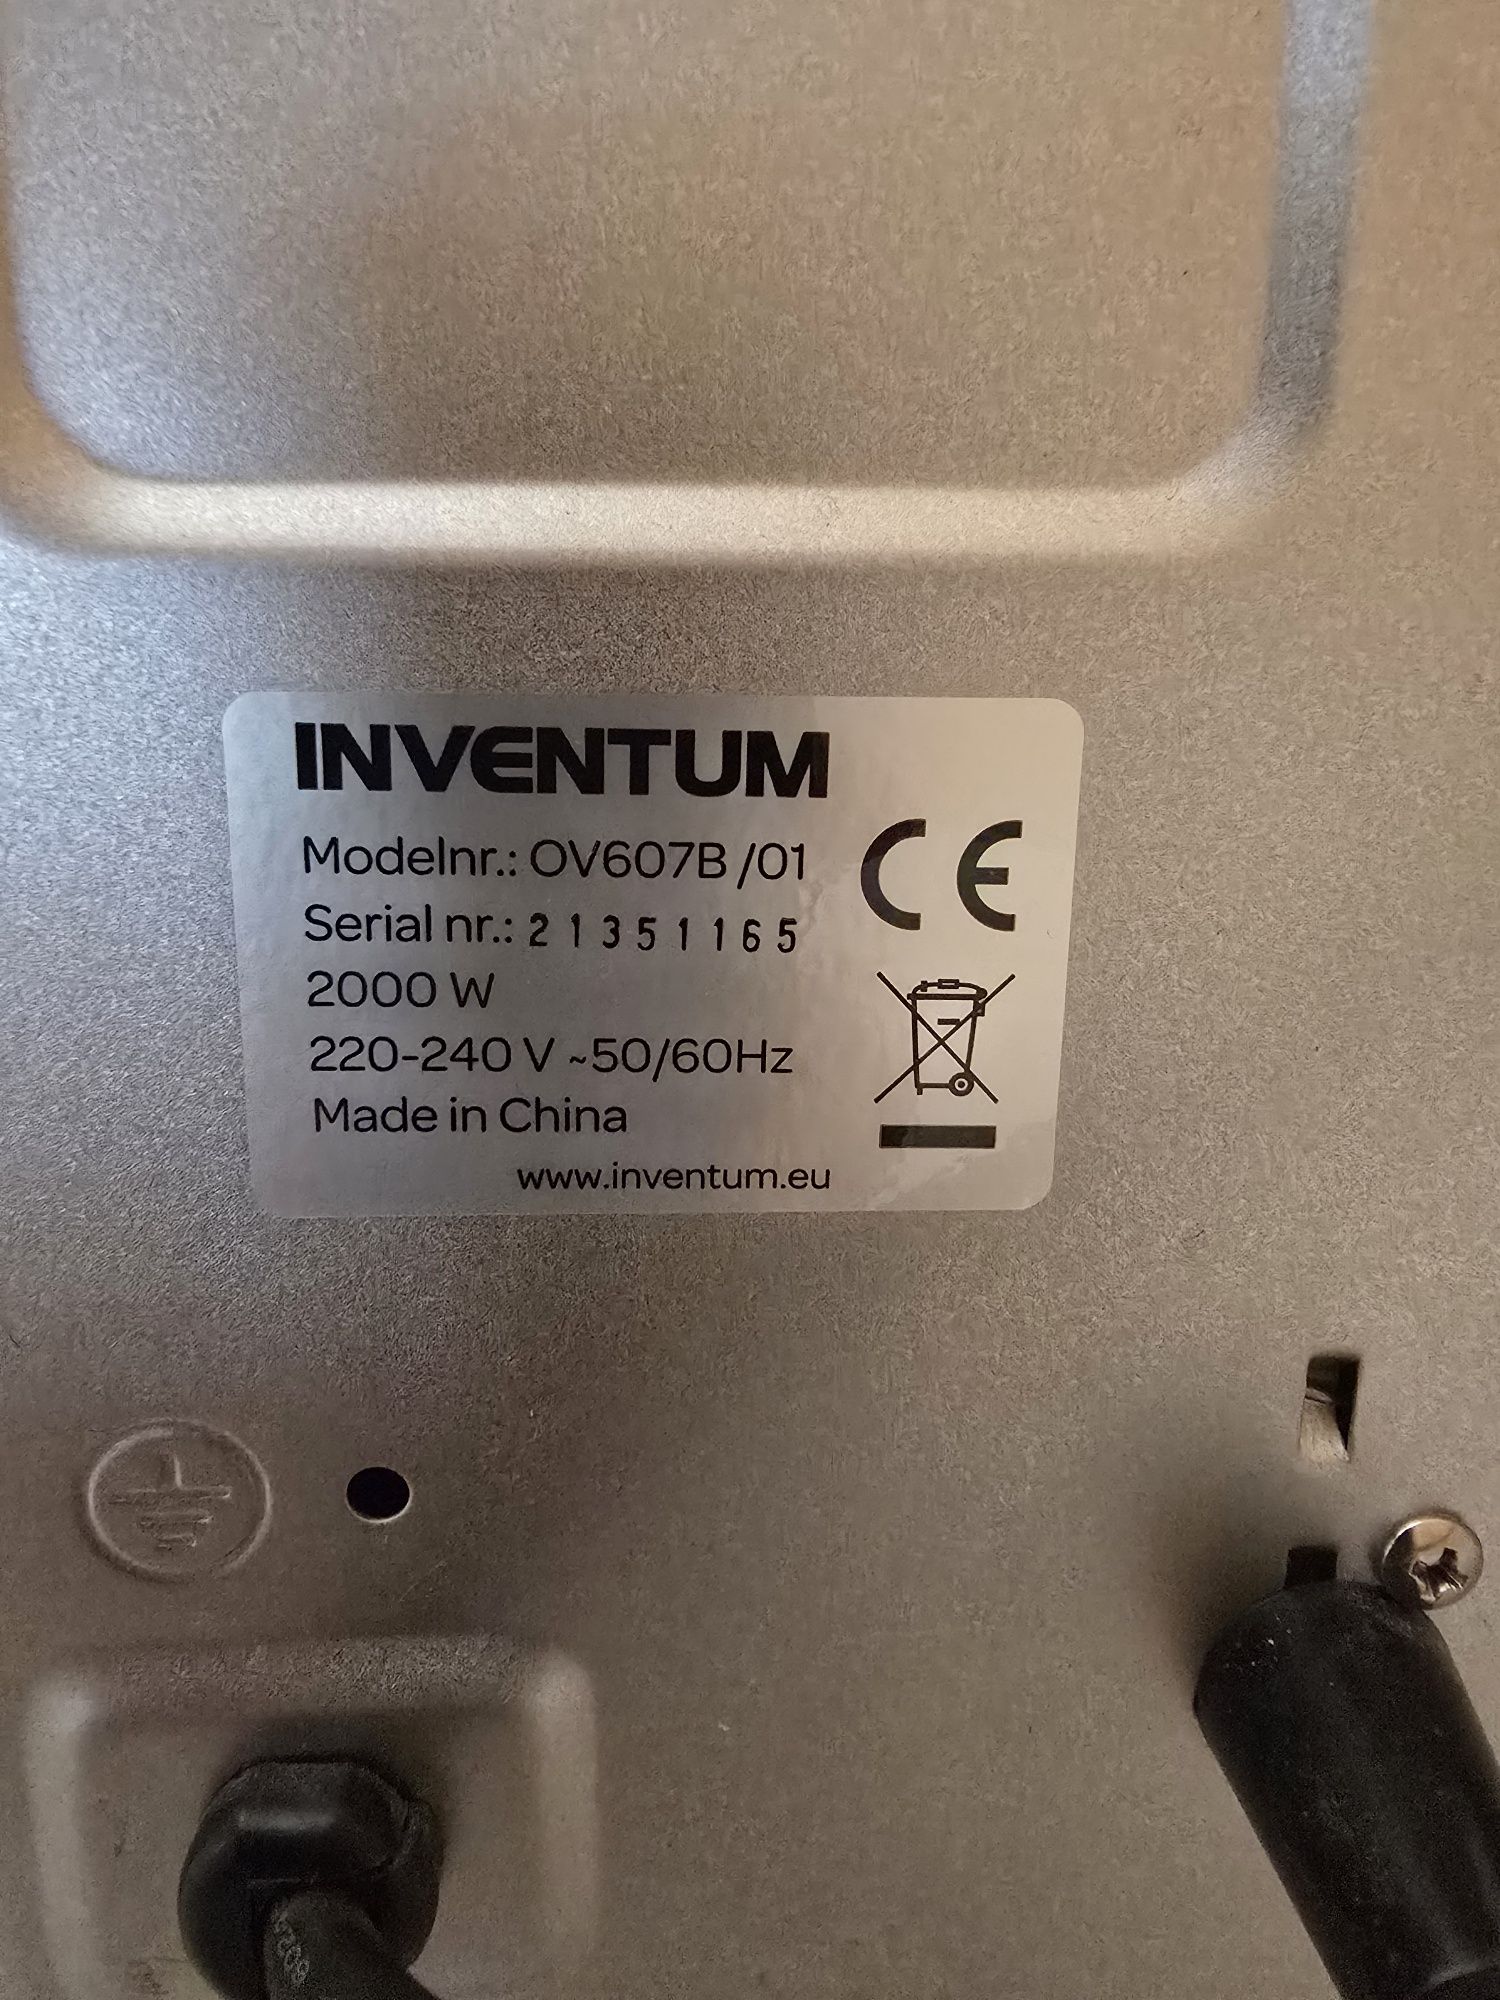 INVENTUM
Modelnr.: OV607B /01
Serial nr.: 21351165
2000 W
220-240 V ~50/60Hz
Made in China
www.inventum.eu
CE